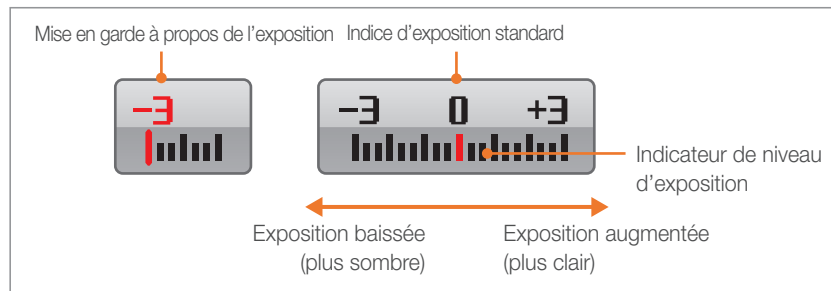 Mise en garde à propos de l'exposition
Indice d'exposition standard
-3
-3 0 +3
Indicateur de niveau
d'exposition
Exposition baissée
(plus sombre)
Exposition augmentée
(plus clair)